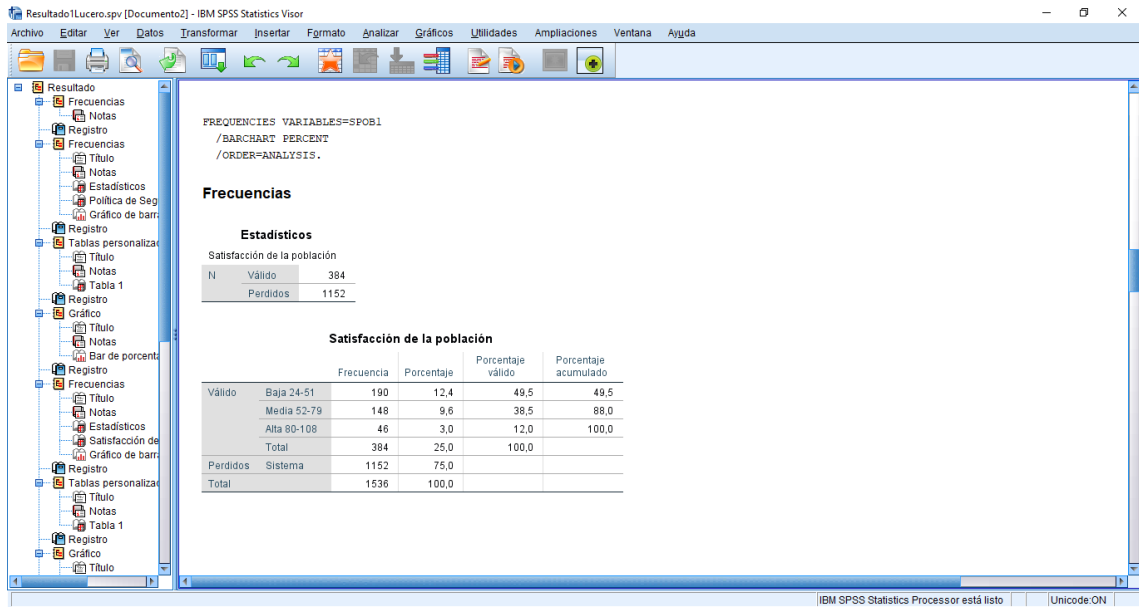 Resultado1Lucero.spv [Documento2] - IBM SPSS Statistics Visor
Archivo Editar Ver Datos Transformar Insertar Formato Analizar Gráficos Utilidades Ampliaciones Ventana Ayuda
Resultado
Frecuencias
Notas
Registro
Frecuencias
Título
Notas
Estadísticos
Política de Seg
Gráfico de barr
Registro
Tablas personaliza
Título
Notas
Tabla 1
Registro
Gráfico
Título
Notas
Bar de porcent
Registro
Frecuencias
Título
Notas
Estadísticos
Satisfacción de
Gráfico de barr
Registro
Tablas personaliza
Título
Notas
Tabla 1
Registro
Gráfico
Título
FREQUENCIES VARIABLES=SPOB1
/BARCHART PERCENT
/ORDER=ANALYSIS.
Frecuencias
Estadísticos
Satisfacción de la población
N Válido 384
Perdidos 1152
Satisfacción de la población
Frecuencia Porcentaje Porcentaje válido Porcentaje acumulado
Válido Baja 24-51 190 12,4 49,5 49,5
Media 52-79 148 9,6 38,5 88,0
Alta 80-108 46 3,0 12,0 100,0
Total 384 25,0 100,0
Perdidos Sistema 1152 75,0
Total 1536 100,0
IBM SPSS Statistics Processor está listo Unicode:ON